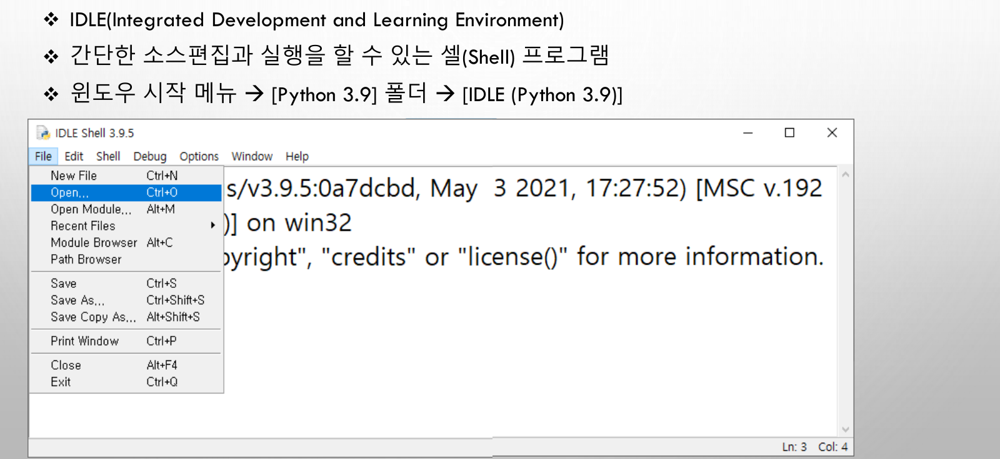 ❖ IDLE(Integrated Development and Learning Environment)
❖ 간단한 소스편집과 실행을 할 수 있는 셸(Shell) 프로그램
❖ 윈도우 시작 메뉴 → [Python 3.9] 폴더 → [IDLE (Python 3.9)]
IDLE Shell 3.9.5
File Edit Shell Debug Options Window Help
New File Ctrl+N
Open... Ctrl+O
Open Module... Alt+M
Recent Files
Module Browser Alt+C
Path Browser
Save Ctrl+S
Save As... Ctrl+Shift+S
Save Copy As... Alt+Shift+S
Print Window Ctrl+P
Close Alt+F4
Exit Ctrl+Q
s/v3.9.5:0a7dcbd, May 3 2021, 17:27:52) [MSC v.192
)] on win32
pyright", "credits" or "license()" for more information.
Ln: 3 Col: 4